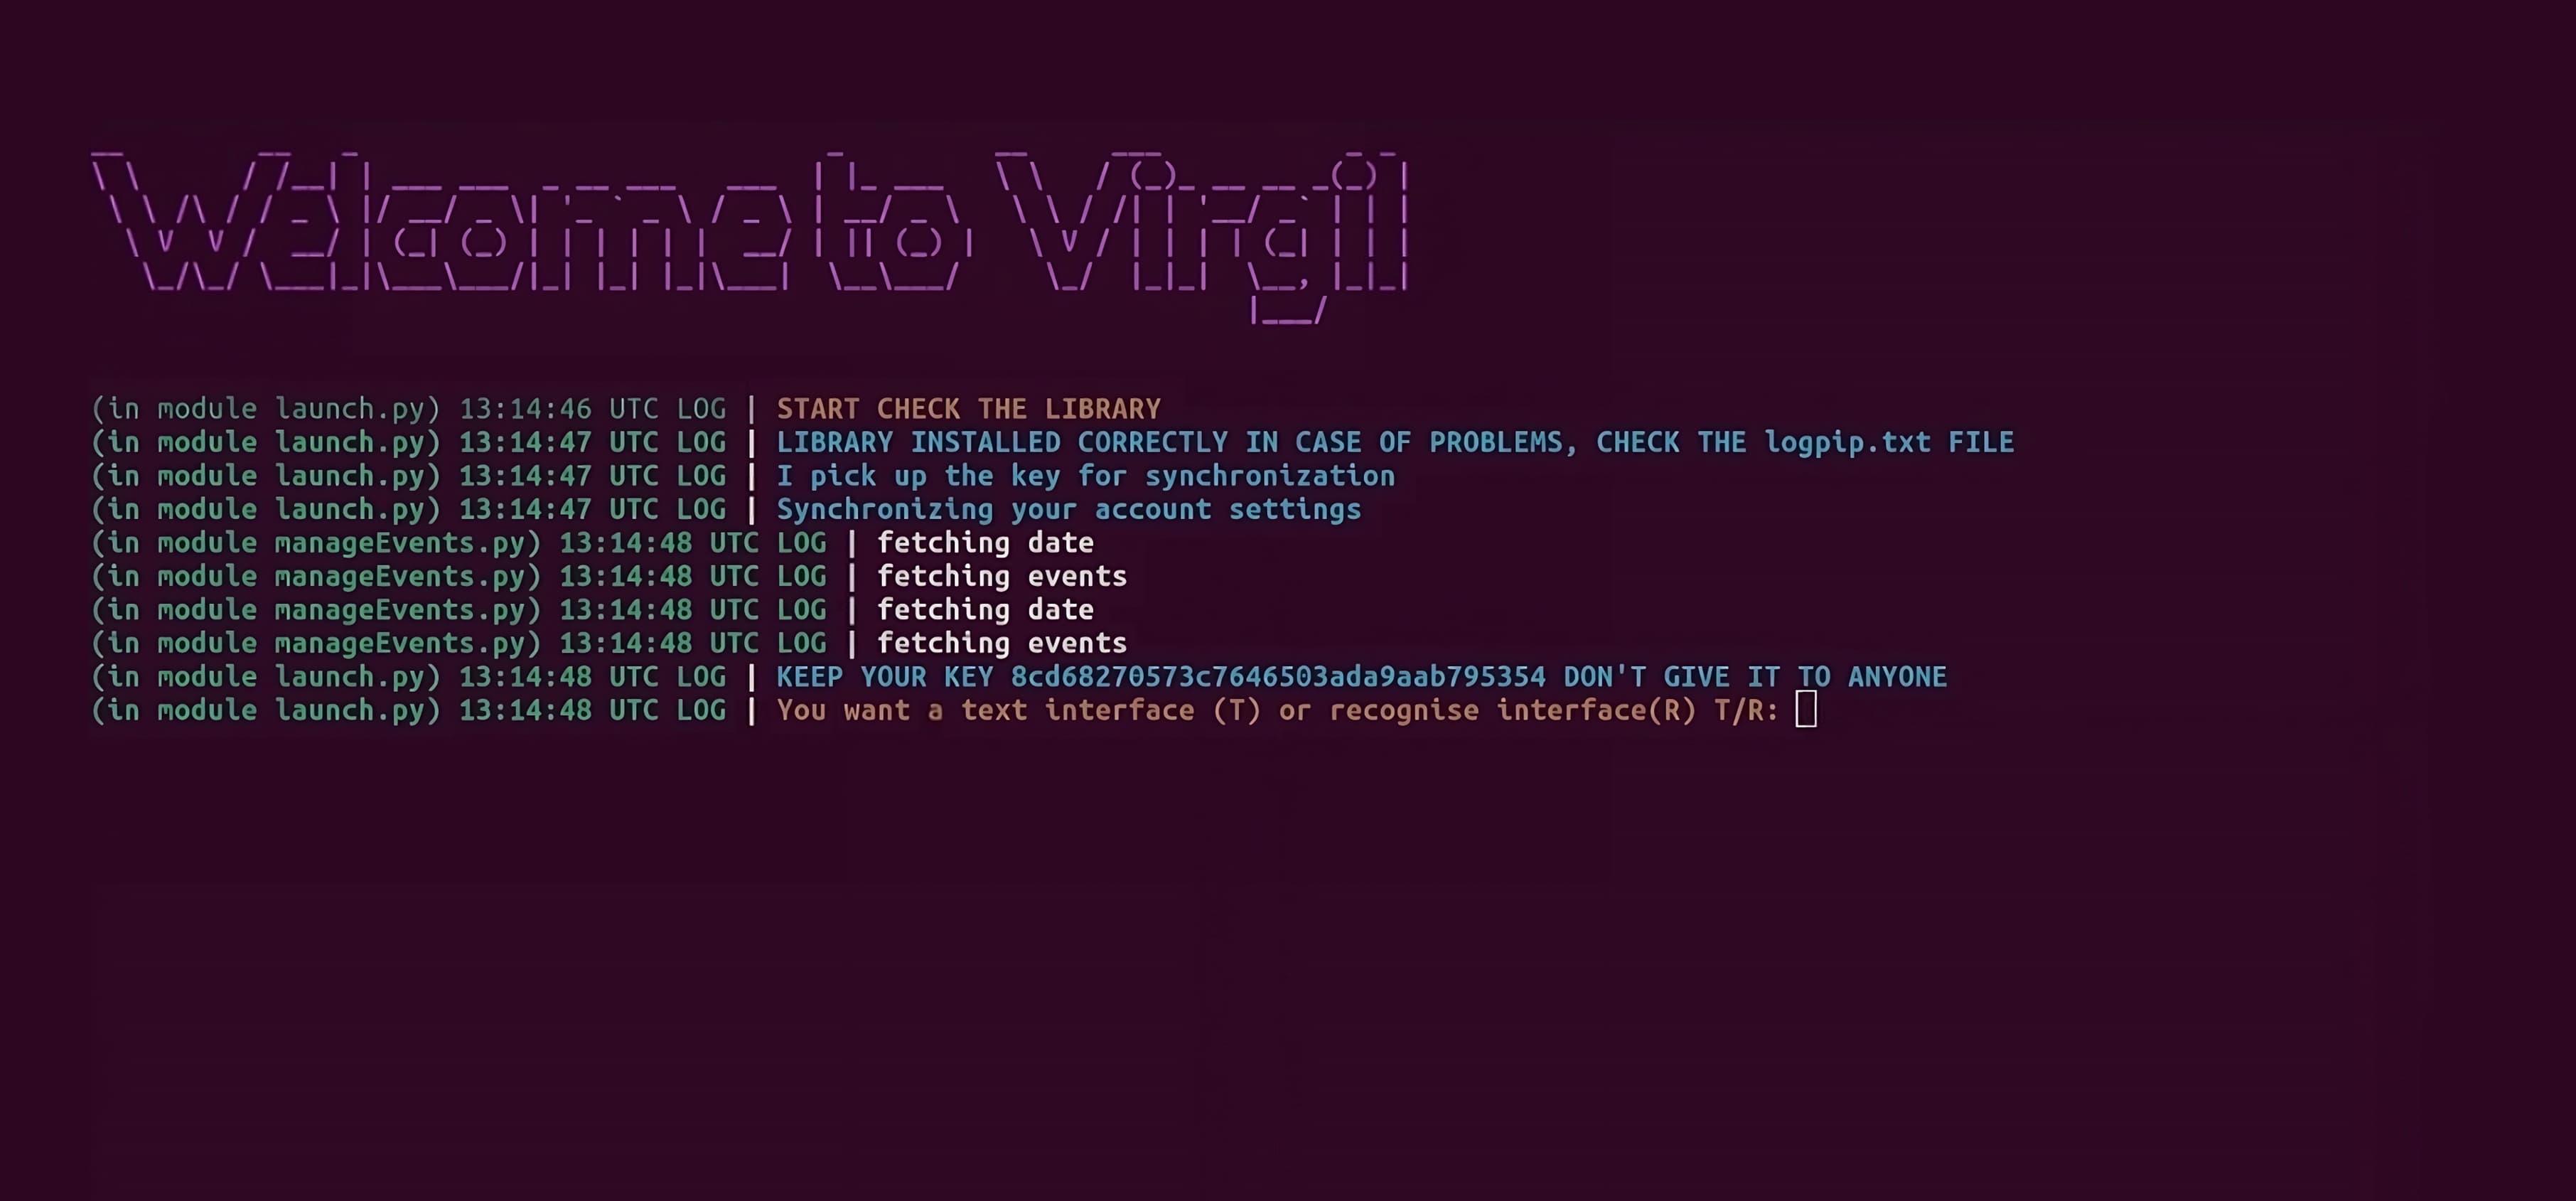 Welcome to Virgil
(in module launch.py) 13:14:46 UTC LOG | START CHECK THE LIBRARY
(in module launch.py) 13:14:47 UTC LOG | LIBRARY INSTALLED CORRECTLY IN CASE OF PROBLEMS, CHECK THE logpip.txt FILE
(in module launch.py) 13:14:47 UTC LOG | I pick up the key for synchronization
(in module launch.py) 13:14:47 UTC LOG | Synchronizing your account settings
(in module manageEvents.py) 13:14:48 UTC LOG | fetching date
(in module manageEvents.py) 13:14:48 UTC LOG | fetching events
(in module manageEvents.py) 13:14:48 UTC LOG | fetching date
(in module manageEvents.py) 13:14:48 UTC LOG | fetching events
(in module launch.py) 13:14:48 UTC LOG | KEEP YOUR KEY 8cd68270573c7646503ada9aab795354 DON'T GIVE IT TO ANYONE
(in module launch.py) 13:14:48 UTC LOG | You want a text interface (T) or recognise interface(R) T/R: